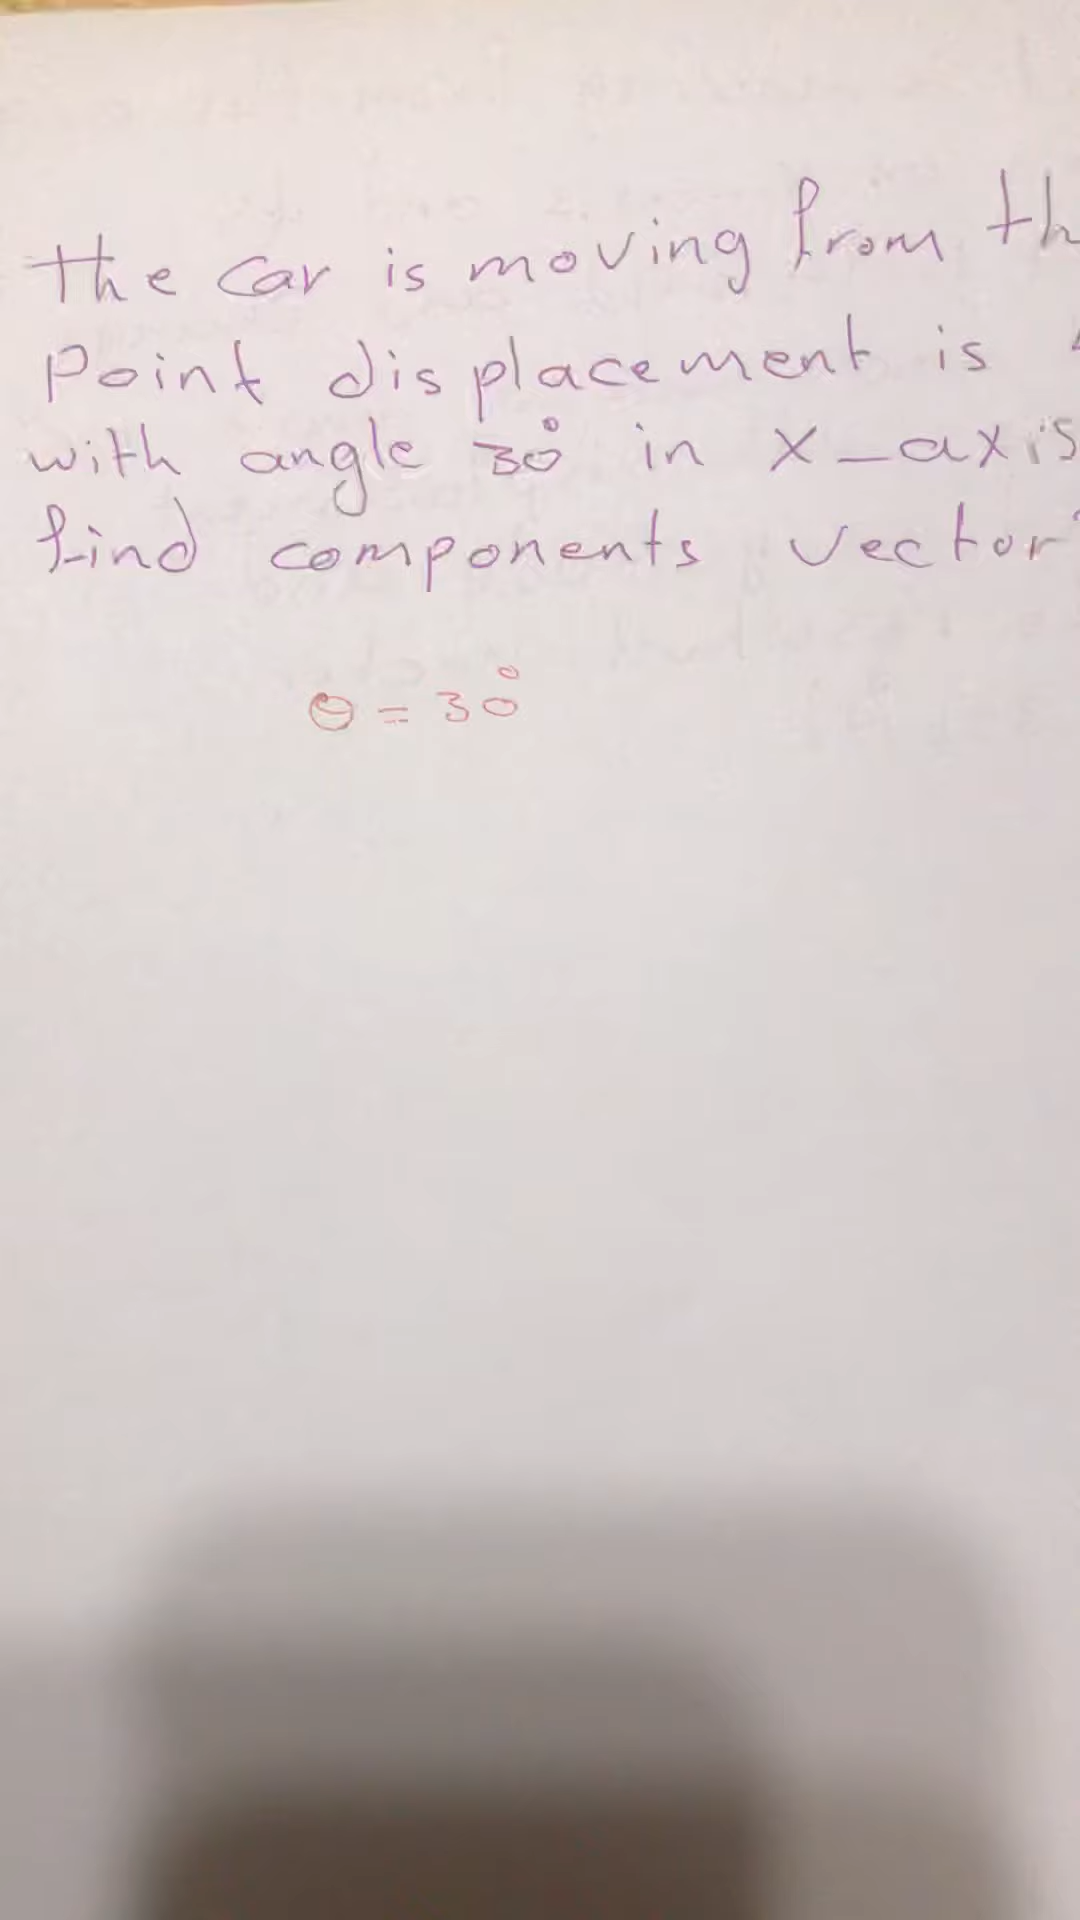 the car is moving from th
Point displacement is
with angle 30° in x-axis
find components vector
θ = 30°